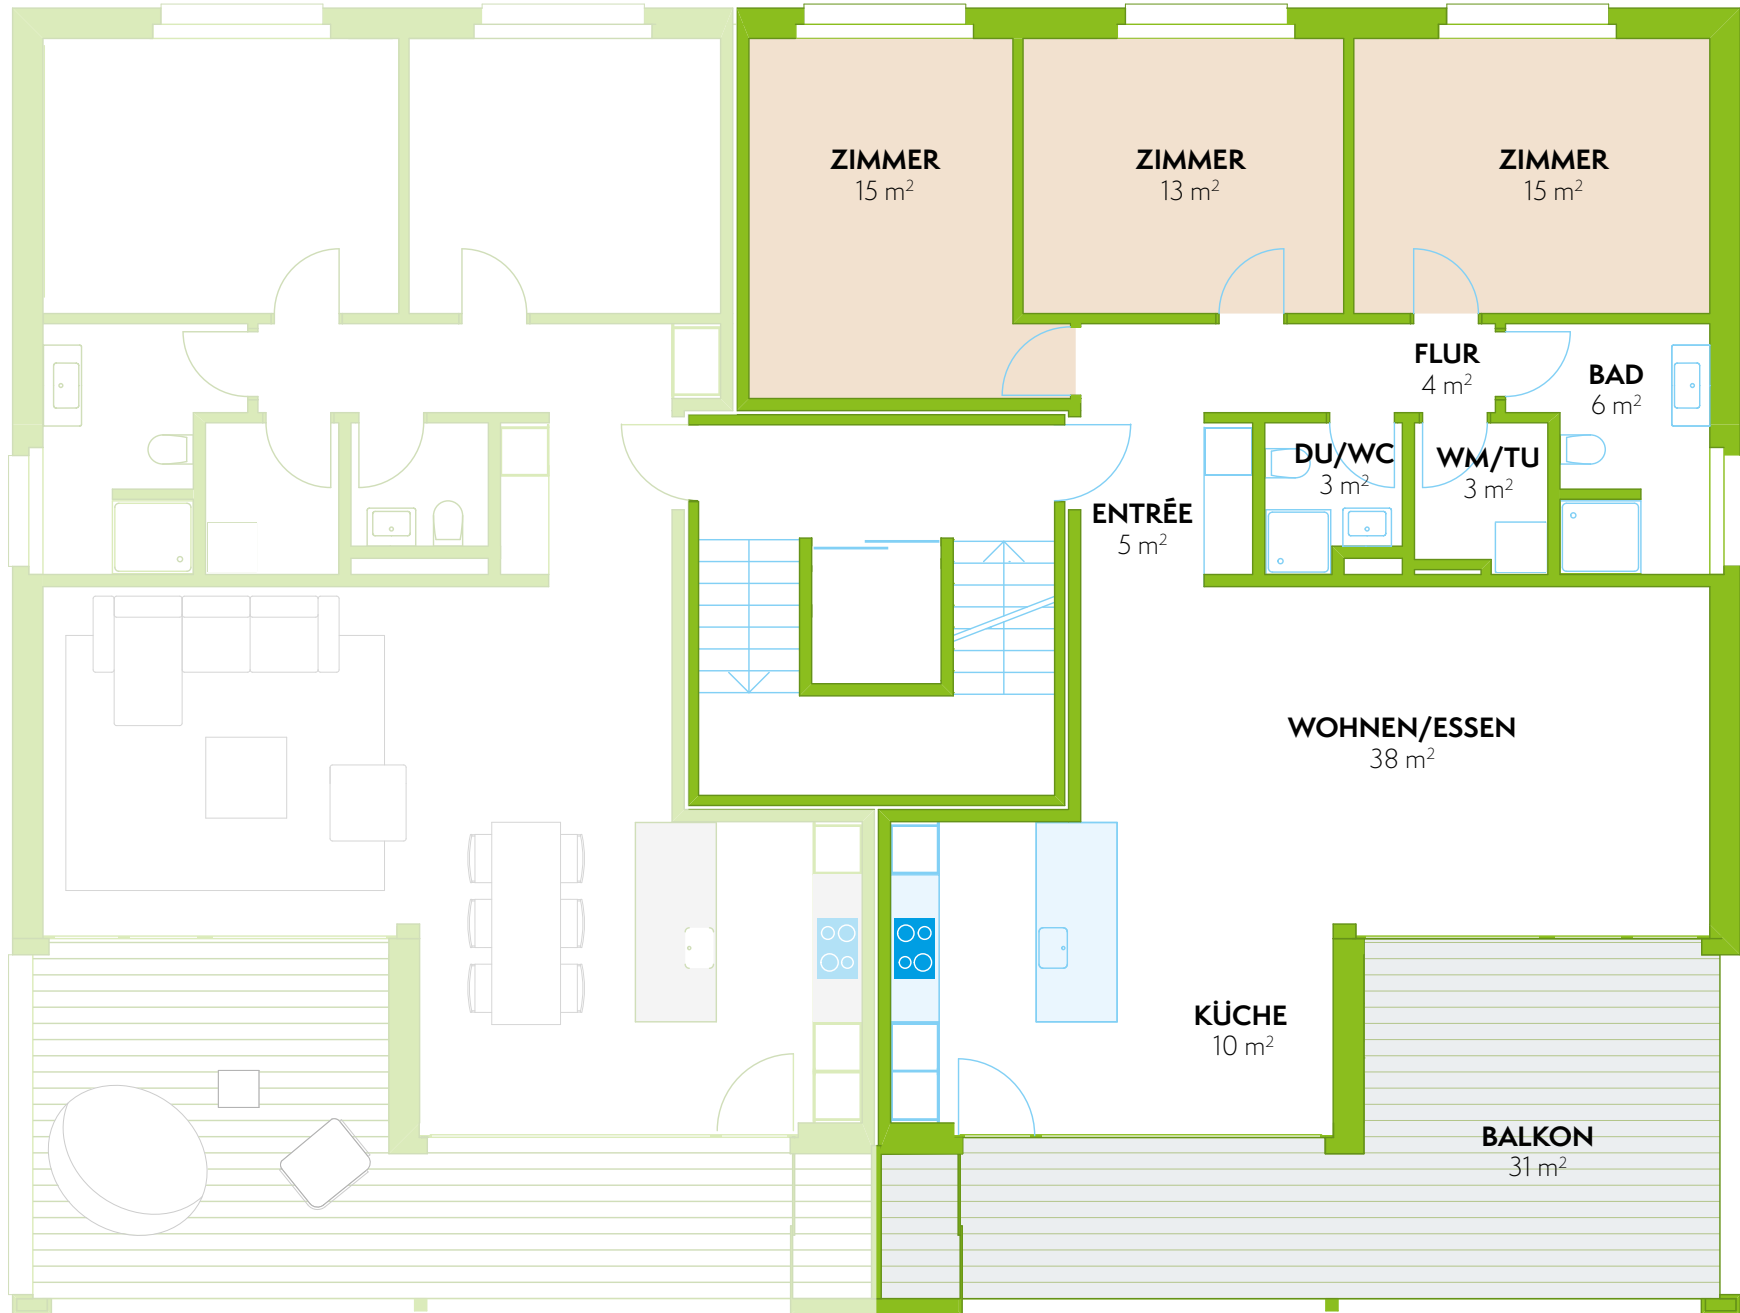 ZIMMER
15 m²
ZIMMER
13 m²
ZIMMER
15 m²
FLUR
4 m²
BAD
6 m²
DU/WC
3 m²
WM/TU
3 m²
ENTRÉE
5 m²
WOHNEN/ESSEN
38 m²
KÜCHE
10 m²
BALKON
31 m²